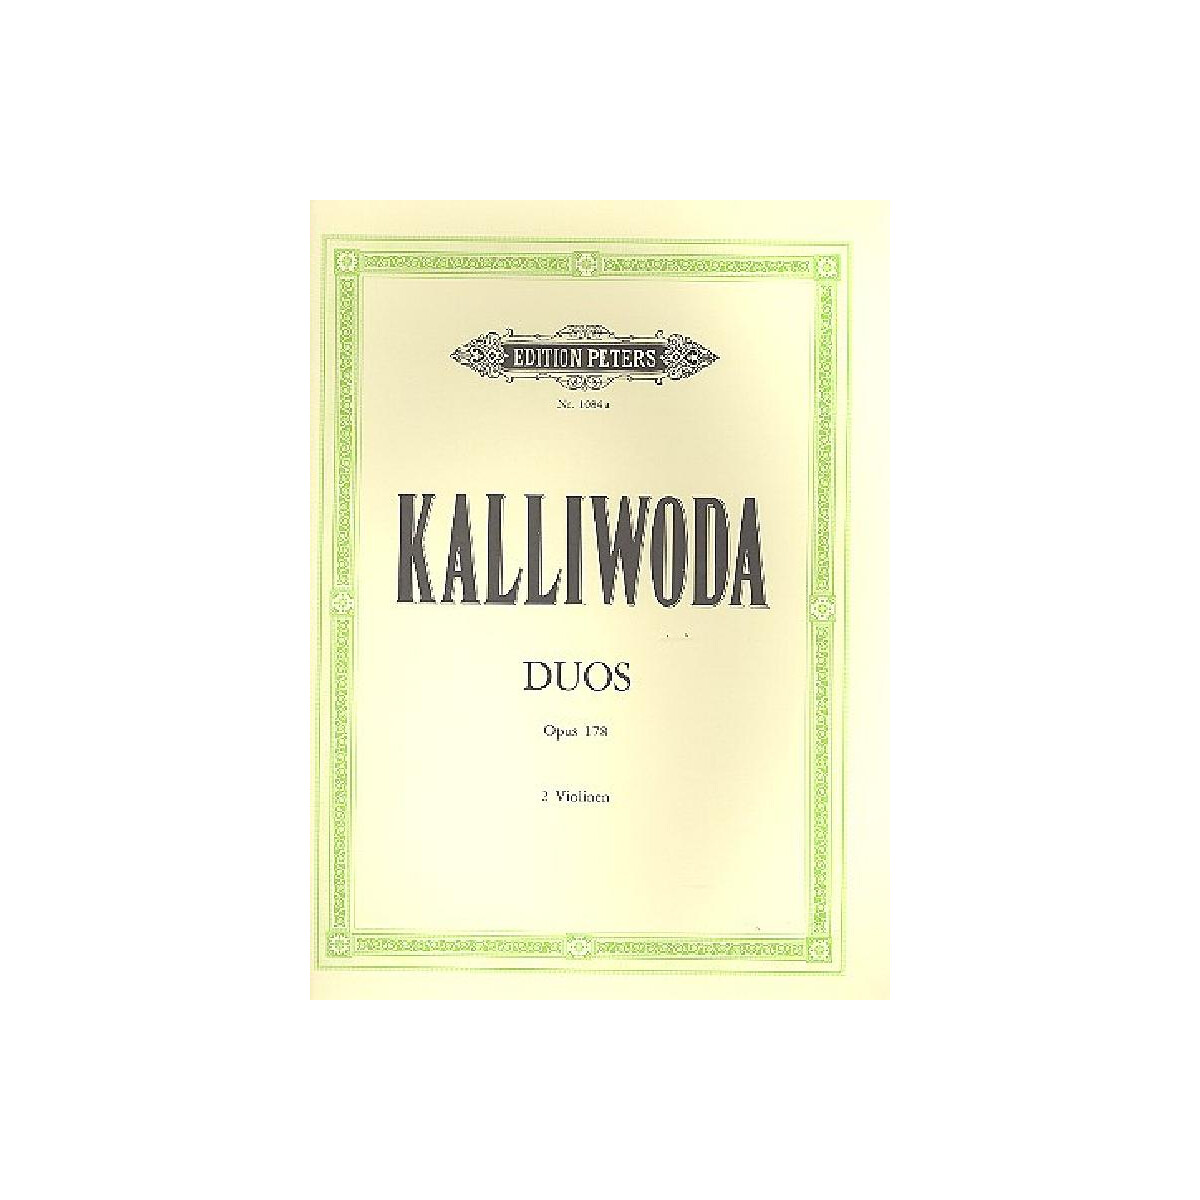 EDITION PETERS
Nr. 1084a
KALLIWODA
DUOS
Opus 178
2 Violinen